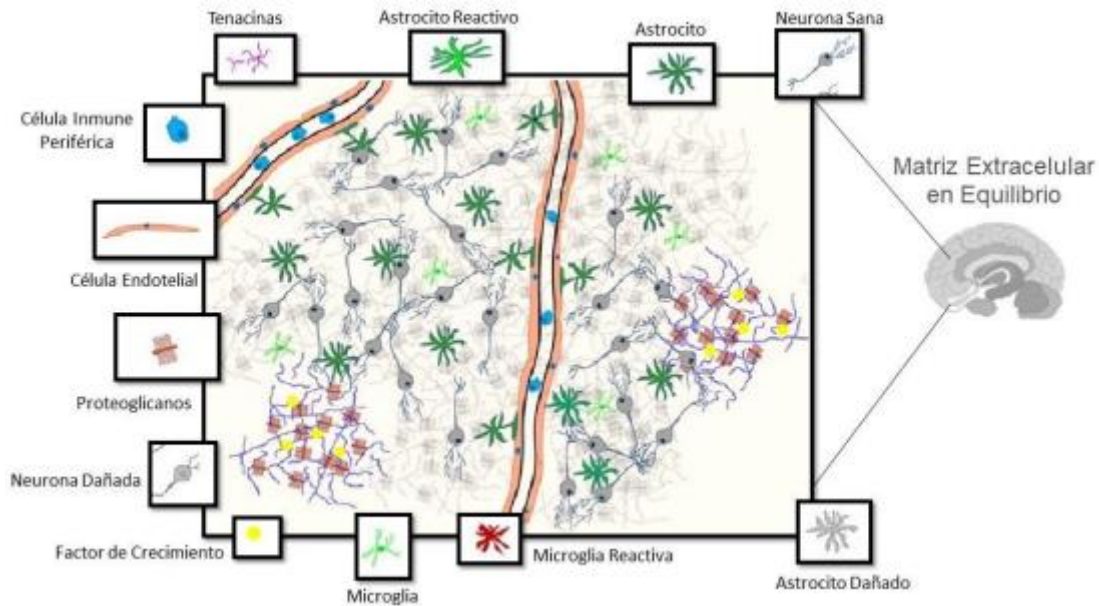 Tenacinas
Astrocito Reactivo
Astrocito
Neurona Sana
Célula Inmune
Periférica
Matriz Extracelular
en Equilibrio
Célula Endotelial
Proteoglicanos
Neurona Dañada
Factor de Crecimiento
Microglia
Microglia Reactiva
Astrocito Dañado